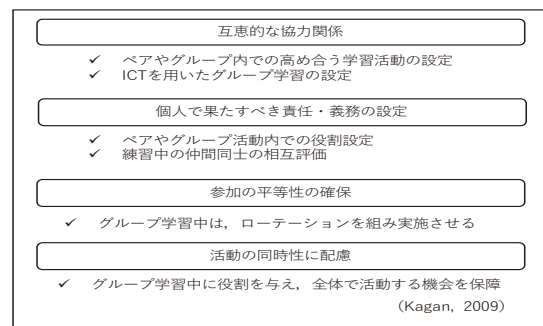 互恵的な協力関係
✓ ペアやグループ内での高め合う学習活動の設定
✓ ICTを用いたグループ学習の設定
個人で果たすべき責任・義務の設定
✓ ペアやグループ活動内での役割設定
✓ 練習中の仲間同士の相互評価
参加の平等性の確保
✓ グループ学習中は，ローテーションを組み実施させる
活動の同時性に配慮
✓ グループ学習中に役割を与え，全体で活動する機会を保障
(Kagan，2009)